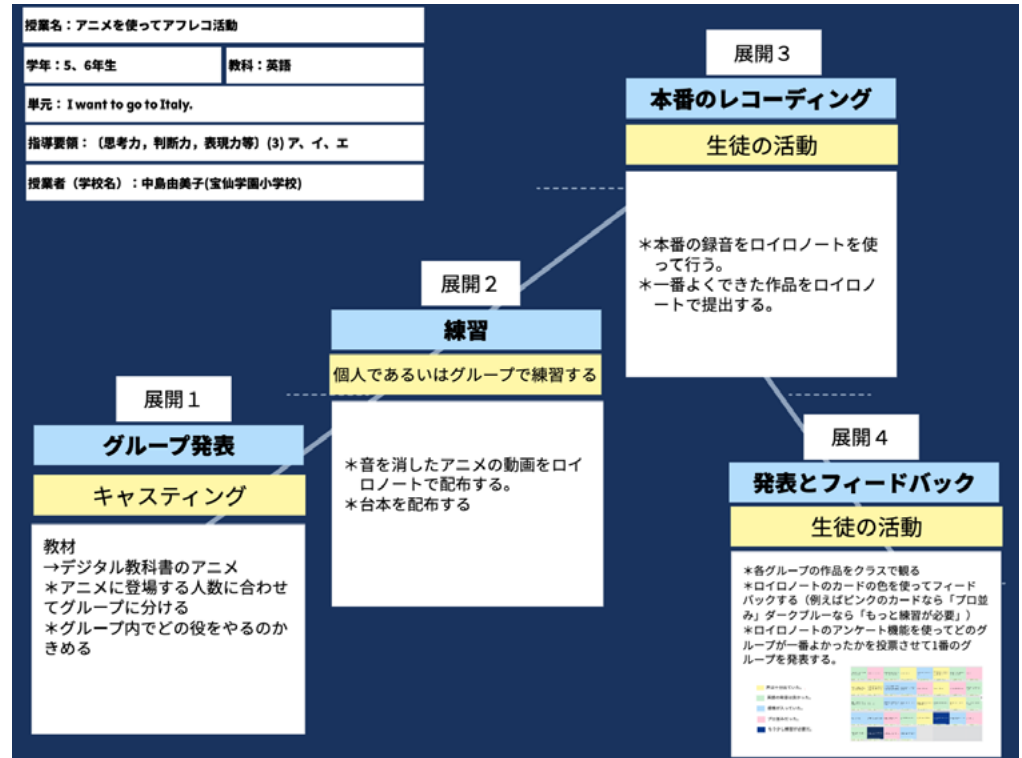 授業名：アニメを使ってアフレコ活動
学年：5、6年生
教科：英語
単元： I want to go to Italy.
指導要領：〔思考力，判断力，表現力等〕(3) ア、イ、エ
授業者（学校名）：中島由美子(宝仙学園小学校)
展開１
グループ発表
キャスティング
教材
→デジタル教科書のアニメ
＊アニメに登場する人数に合わせ
てグループに分ける
＊グループ内でどの役をやるのか
きめる
展開２
練習
個人であるいはグループで練習する
＊音を消したアニメの動画をロイ
ロノートで配布する。
＊台本を配布する
展開３
本番のレコーディング
生徒の活動
＊本番の録音をロイロノートを使
って行う。
＊一番よくできた作品をロイロノ
ートで提出する。
展開４
発表とフィードバック
生徒の活動
＊各グループの作品をクラスで観る
＊ロイロノートのカードの色を使ってフィード
バックする（例えばピンクのカードなら「プロ並
み」ダークブルーなら「もっと練習が必要」）
＊ロイロノートのアンケート機能を使ってどのグ
ループが一番よかったかを投票させて1番のグ
ループを発表する。